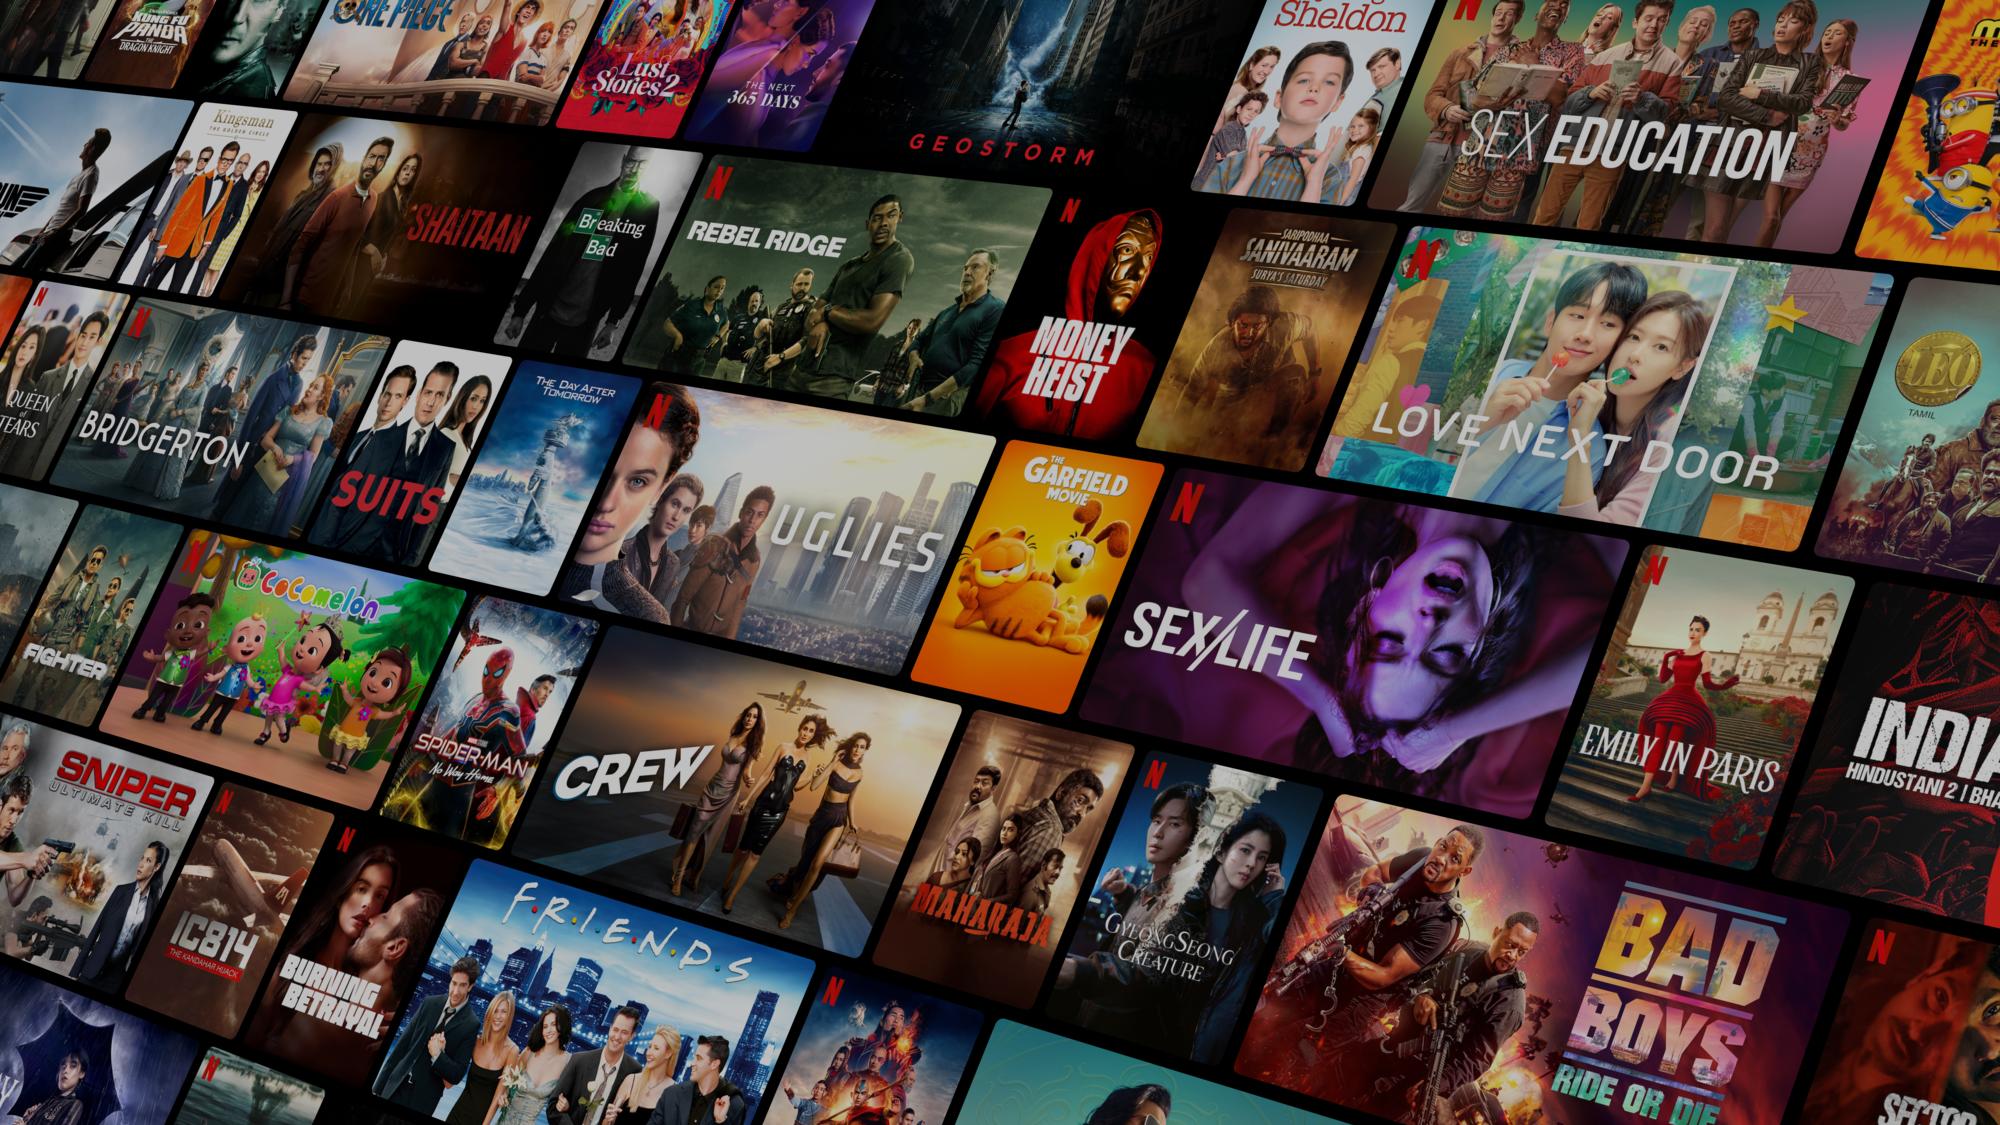 KUNG FU
PANDA
THE
DRAGON KNIGHT
ONE PIECE
Lust
Stories 2
THE NEXT
365 DAYS
GEOSTORM
Sheldon
N
SEX EDUCATION
THE
Kingsman
THE GOLDEN CIRCLE
SHAITAAN
Breaking
Bad
N
REBEL RIDGE
N
MONEY
HEIST
SARIPODHAA
SANIVAARAM
SURYA'S SATURDAY
N
LOVE NEXT DOOR
LEO
TAMIL
N
QUEEN
of
TEARS
N
BRIDGERTON
SUITS
THE DAY AFTER
TOMORROW
N
UGLIES
THE
GARFIELD
MOVIE
N
SEX/LIFE
N
EMILY IN PARIS
HINDUSTANI 2 |
FIGHTER
N
CoComelon
SPIDER-MAN
No Way Home
CREW
MAHARAJA
N
GYEONGSEONG
CREATURE
BAD
BOYS
RIDE OR DIE
N
SNIPER
ULTIMATE KILL
N
IC814
THE KANDAHAR HIJACK
N
BURNING
BETRAYAL
F·R·I·E·N·D·S
N
N